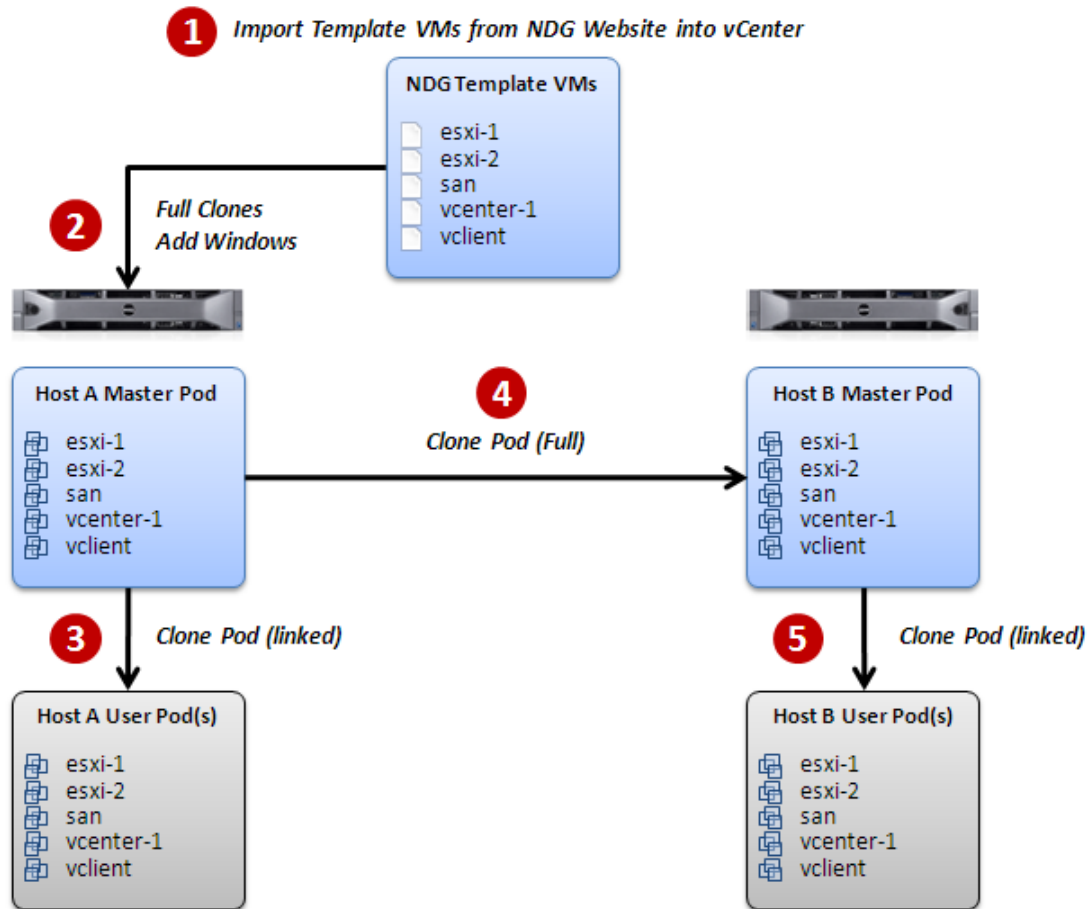 1 Import Template VMs from NDG Website into vCenter
NDG Template VMs
esxi-1
esxi-2
san
vcenter-1
vclient
2
Full Clones
Add Windows
Host A Master Pod
esxi-1
esxi-2
san
vcenter-1
vclient
4
Clone Pod (Full)
Host B Master Pod
esxi-1
esxi-2
san
vcenter-1
vclient
3 Clone Pod (linked)
5 Clone Pod (linked)
Host A User Pod(s)
esxi-1
esxi-2
san
vcenter-1
vclient
Host B User Pod(s)
esxi-1
esxi-2
san
vcenter-1
vclient